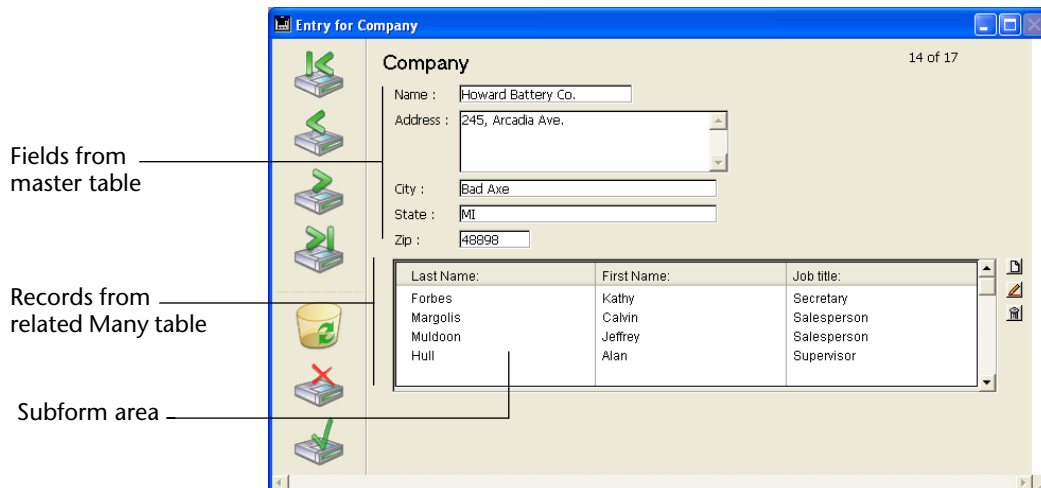 Entry for Company
Company
14 of 17
Name : Howard Battery Co.
Address : 245, Arcadia Ave.
City : Bad Axe
State : MI
Zip : 48898
Fields from
master table
Last Name: First Name: Job title:
Forbes Kathy Secretary
Margolis Calvin Salesperson
Muldoon Jeffrey Salesperson
Hull Alan Supervisor
Records from
related Many table
Subform area